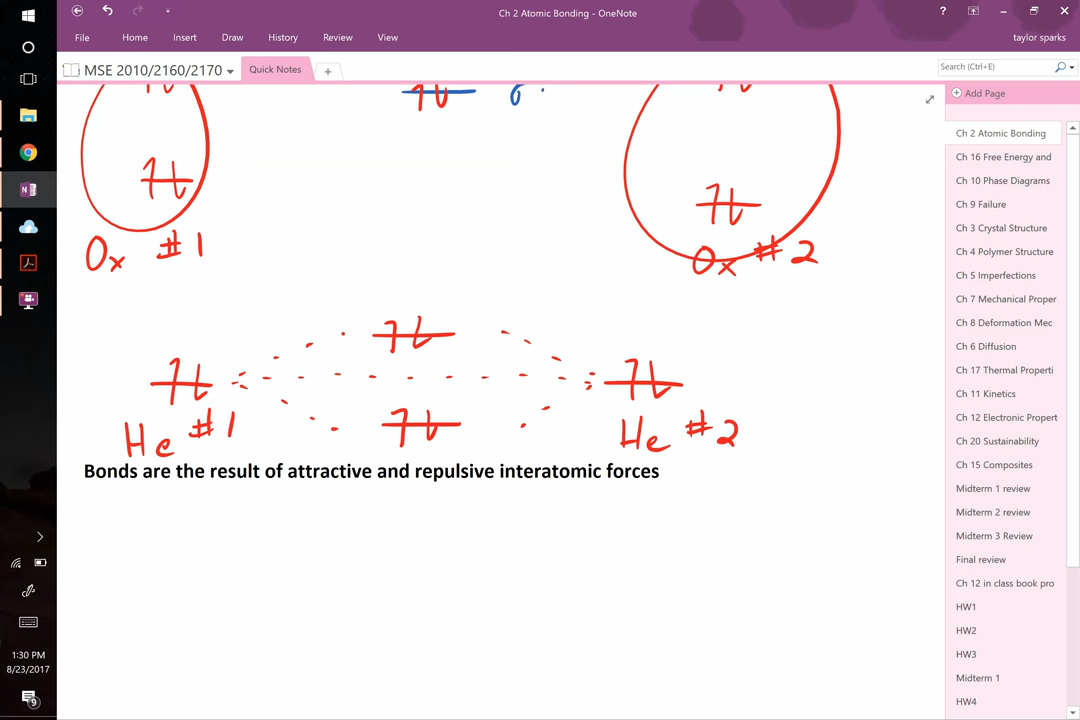 Ch 2 Atomic Bonding - OneNote
?
File Home Insert Draw History Review View
taylor sparks
MSE 2010/2160/2170
Quick Notes
+
Search (Ctrl+E)
Add Page
Ch 2 Atomic Bonding
Ch 16 Free Energy and
Ch 10 Phase Diagrams
Ch 9 Failure
Ch 3 Crystal Structure
Ch 4 Polymer Structure
Ch 5 Imperfections
Ch 7 Mechanical Proper
Ch 8 Deformation Mec
Ch 6 Diffusion
Ch 17 Thermal Properti
Ch 11 Kinetics
Ch 12 Electronic Propert
Ch 20 Sustainability
Ch 15 Composites
Midterm 1 review
Midterm 2 review
Midterm 3 Review
Final review
Ch 12 in class book pro
HW1
HW2
HW3
Midterm 1
HW4
Ox #1
Ox #2
He #1
He #2
Bonds are the result of attractive and repulsive interatomic forces
1:30 PM
8/23/2017
9